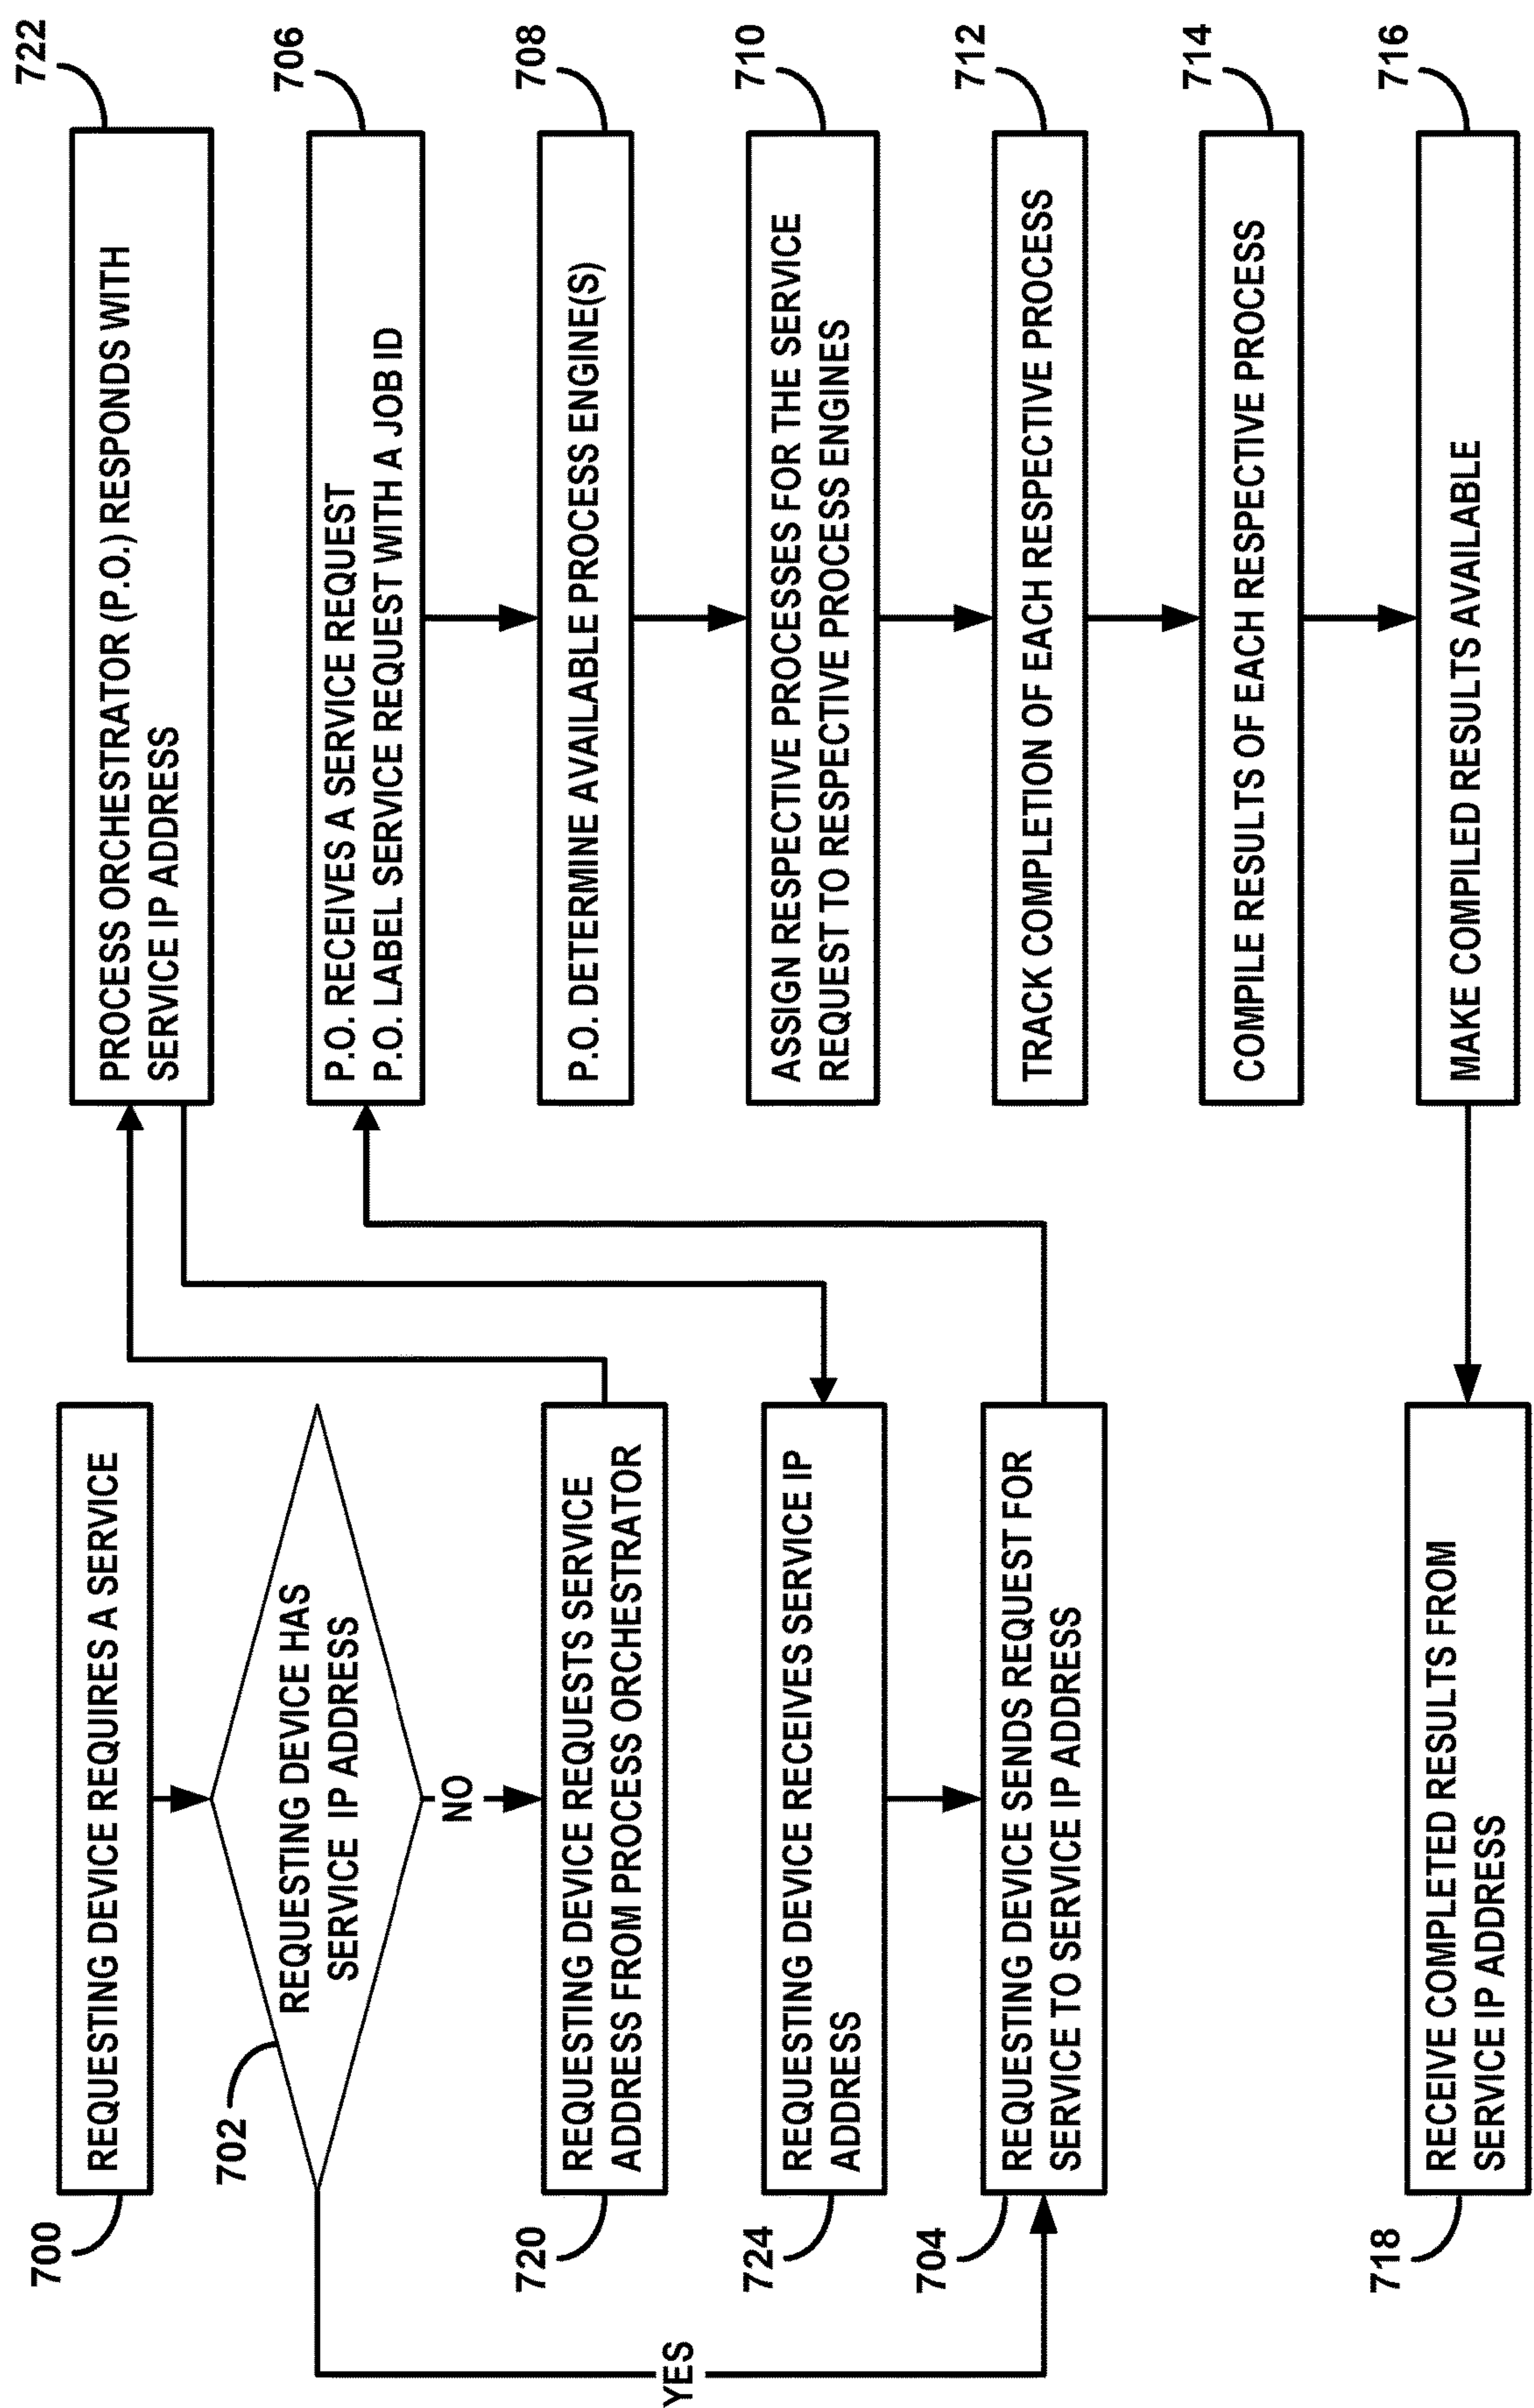 700
REQUESTING DEVICE REQUIRES A SERVICE
702
REQUESTING DEVICE HAS
SERVICE IP ADDRESS
YES
NO
720
REQUESTING DEVICE REQUESTS SERVICE
ADDRESS FROM PROCESS ORCHESTRATOR
722
PROCESS ORCHESTRATOR (P.O.) RESPONDS WITH
SERVICE IP ADDRESS
724
REQUESTING DEVICE RECEIVES SERVICE IP
ADDRESS
704
REQUESTING DEVICE SENDS REQUEST FOR
SERVICE TO SERVICE IP ADDRESS
706
P.O. RECEIVES A SERVICE REQUEST
P.O. LABEL SERVICE REQUEST WITH A JOB ID
708
P.O. DETERMINE AVAILABLE PROCESS ENGINE(S)
710
ASSIGN RESPECTIVE PROCESSES FOR THE SERVICE
REQUEST TO RESPECTIVE PROCESS ENGINES
712
TRACK COMPLETION OF EACH RESPECTIVE PROCESS
714
COMPILE RESULTS OF EACH RESPECTIVE PROCESS
716
MAKE COMPILED RESULTS AVAILABLE
718
RECEIVE COMPLETED RESULTS FROM
SERVICE IP ADDRESS